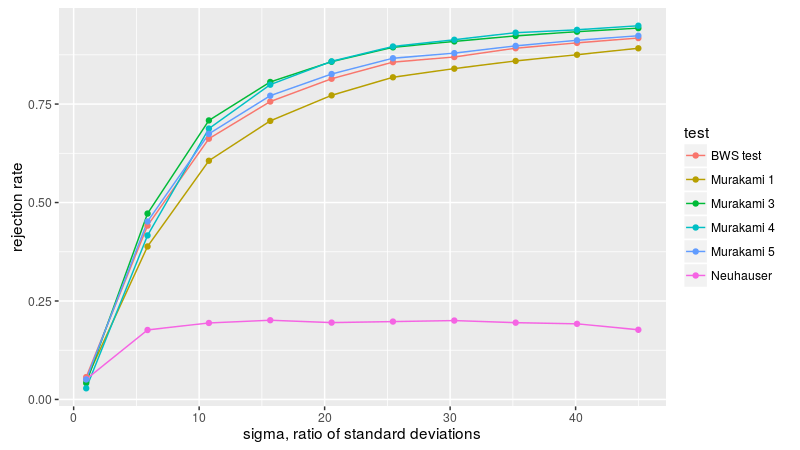 rejection rate
0.75
0.50
0.25
0.00
0
10
20
30
40
sigma, ratio of standard deviations
test
BWS test
Murakami 1
Murakami 3
Murakami 4
Murakami 5
Neuhauser